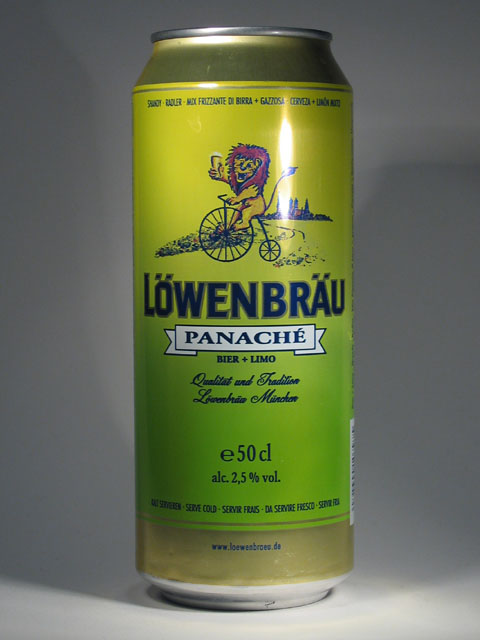 SHANDY · RADLER · MIX FRIZZANTE DI BIRRA + GAZZOSA · CERVEZA + LIMÓN MIXTO
LÖWENBRÄU
PANACHÉ
BIER + LIMO
Qualität und Tradition
Löwenbräu München
℮ 50 cl
alc. 2,5 % vol.
KALT SERVIEREN · SERVE COLD · SERVIR FRAIS · DA SERVIRE FRESCO · SERVIR FRIA
www.loewenbraeu.de